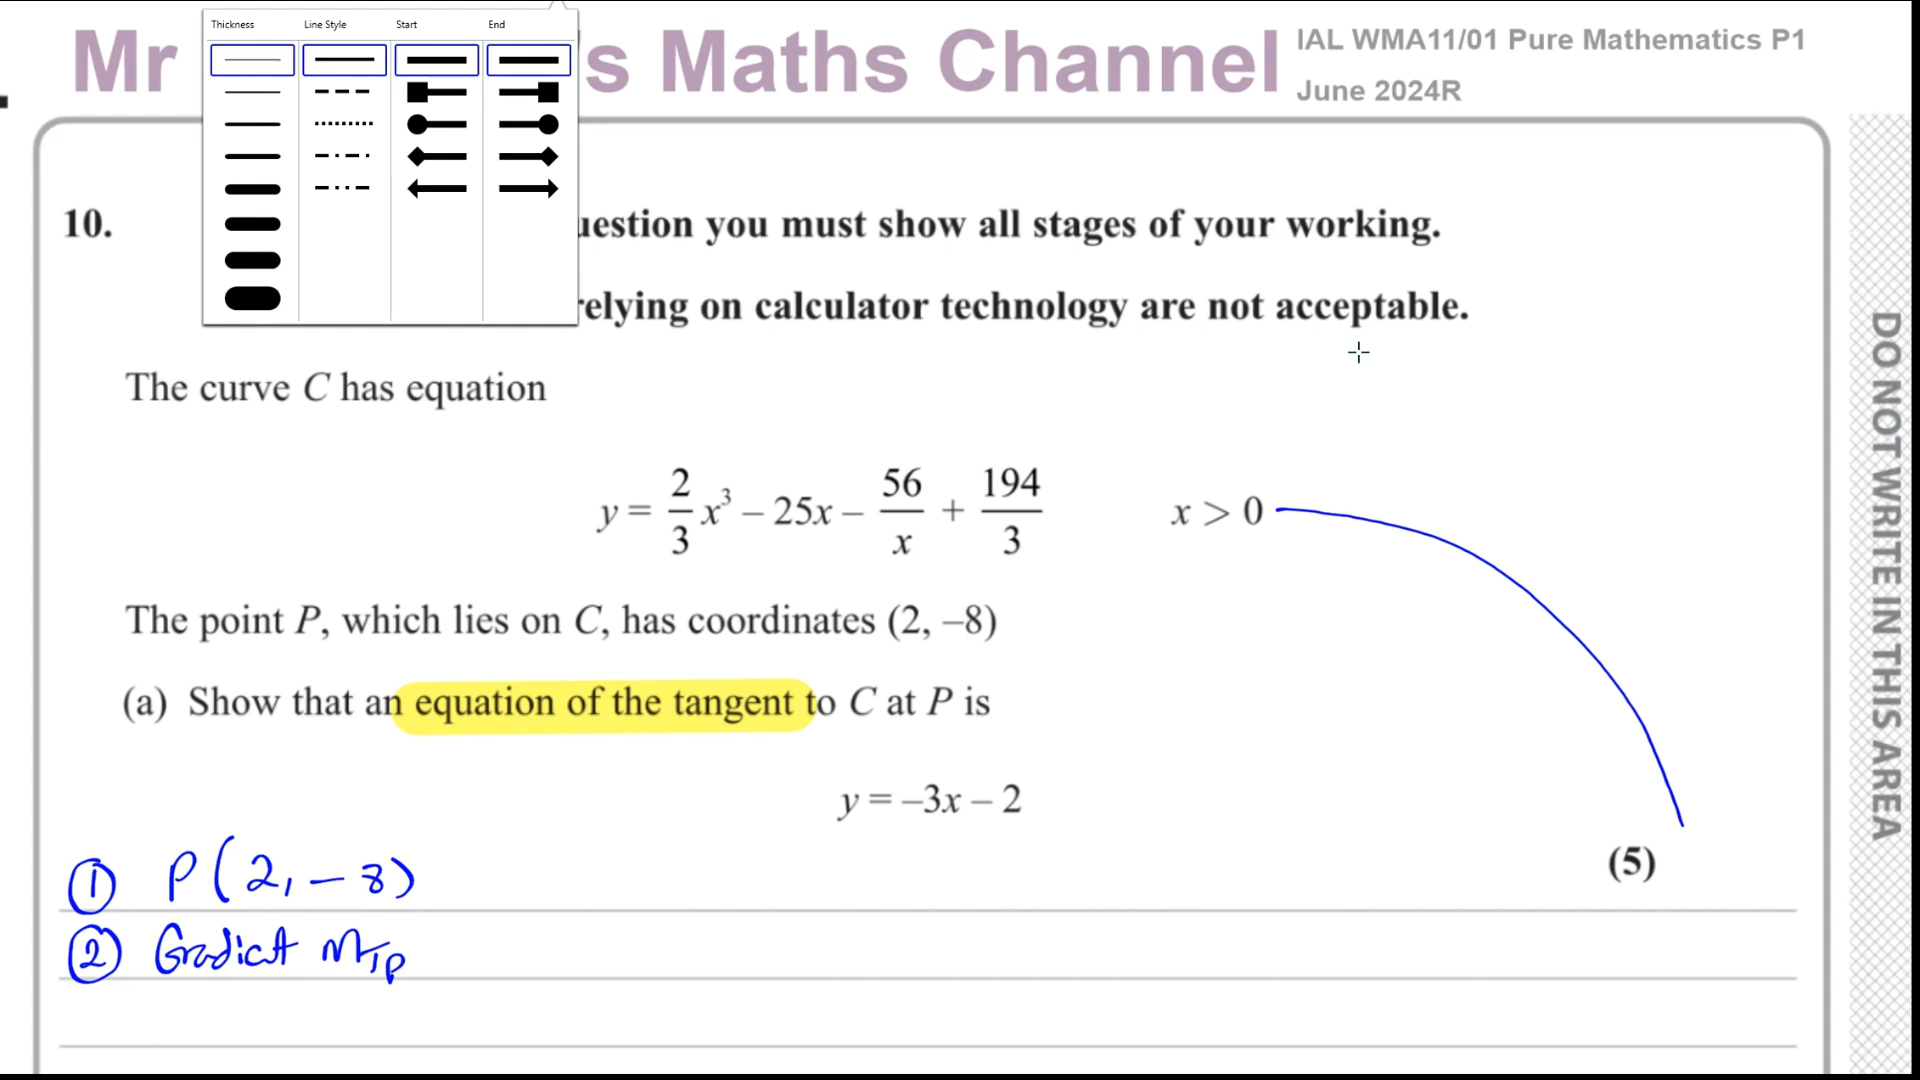 Thickness Line Style Start End
Mr s Maths Channel
IAL WMA11/01 Pure Mathematics P1
June 2024R
10. uestion you must show all stages of your working.
relying on calculator technology are not acceptable.
The curve C has equation
y = 2/3 x³ – 25x – 56/x + 194/3 x > 0
The point P, which lies on C, has coordinates (2, –8)
(a) Show that an equation of the tangent to C at P is
y = –3x – 2
(5)
① P(2, –8)
② Gradient m_TP
DO NOT WRITE IN THIS AREA